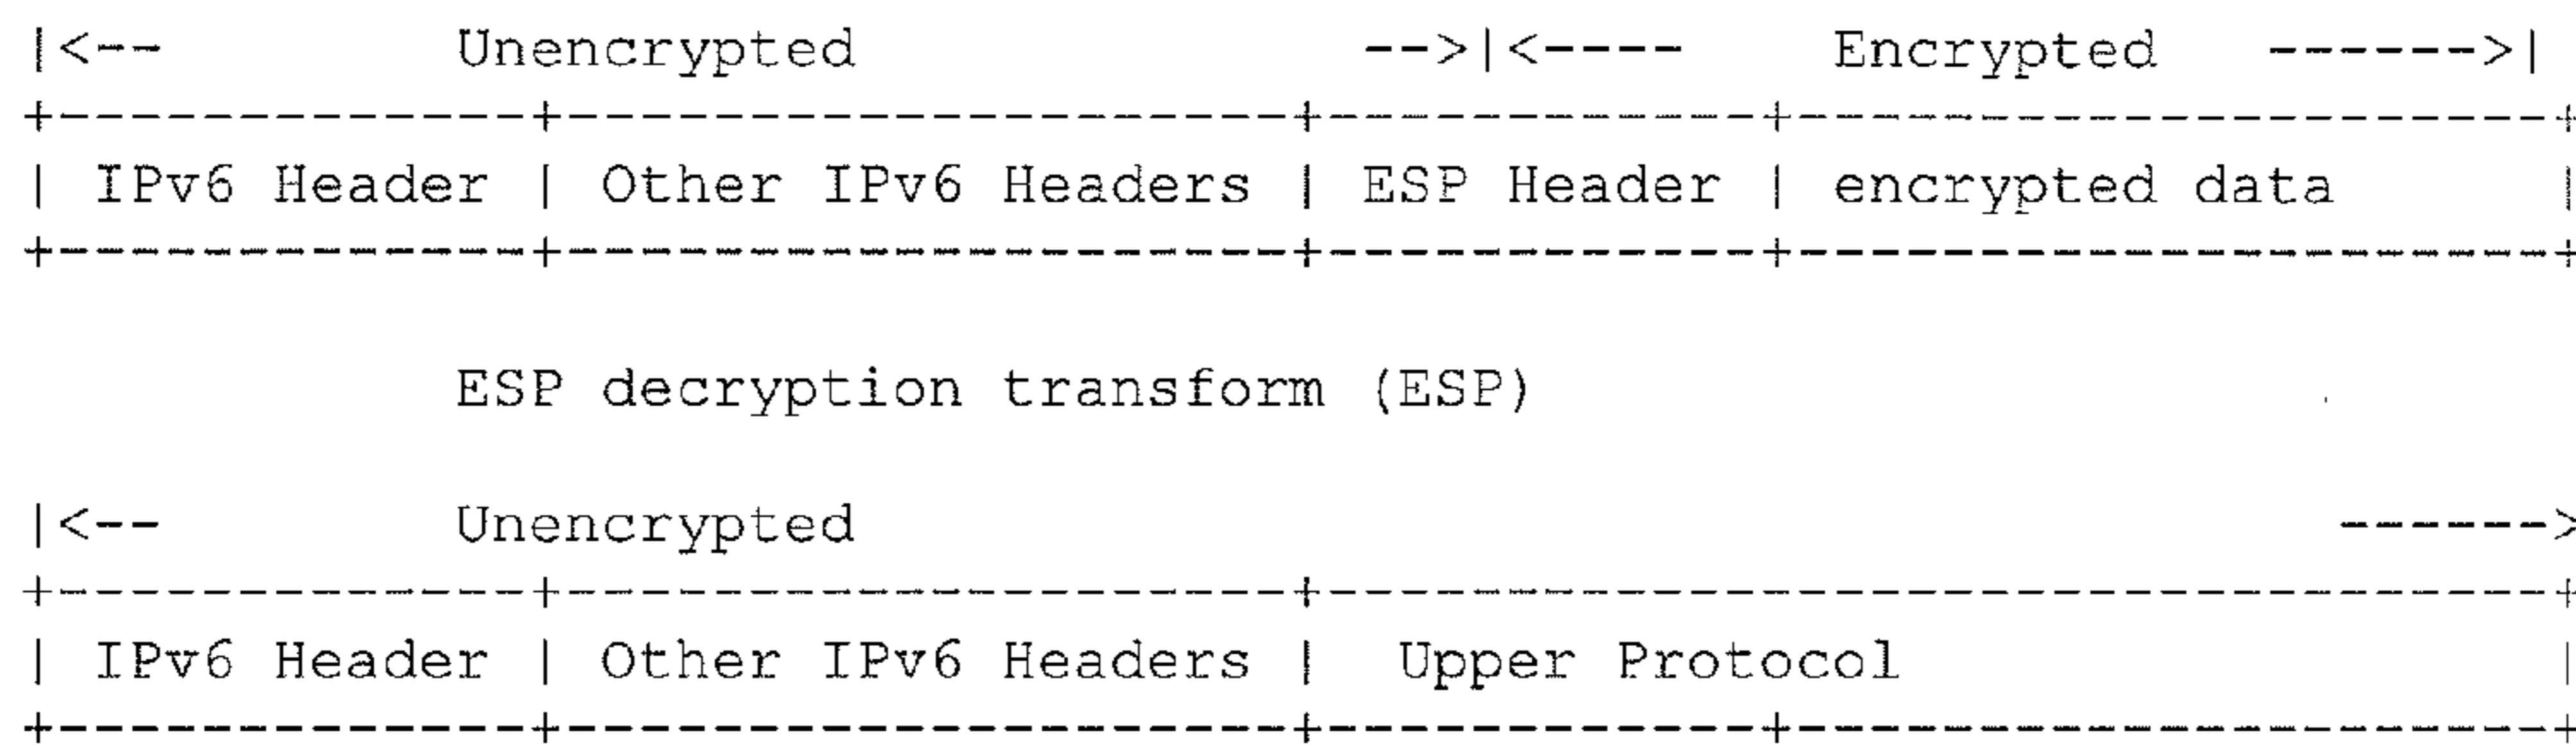 |<--        Unencrypted              -->|<----    Encrypted   ------>|
+-------------+--------------------+------------+--------------------+
| IPv6 Header | Other IPv6 Headers | ESP Header | encrypted data     |
+-------------+--------------------+------------+--------------------+
ESP decryption transform (ESP)
|<--        Unencrypted                                        ------>
+-------------+--------------------+---------------------------------+
| IPv6 Header | Other IPv6 Headers |  Upper Protocol                 |
+-------------+--------------------+------------+--------------------+